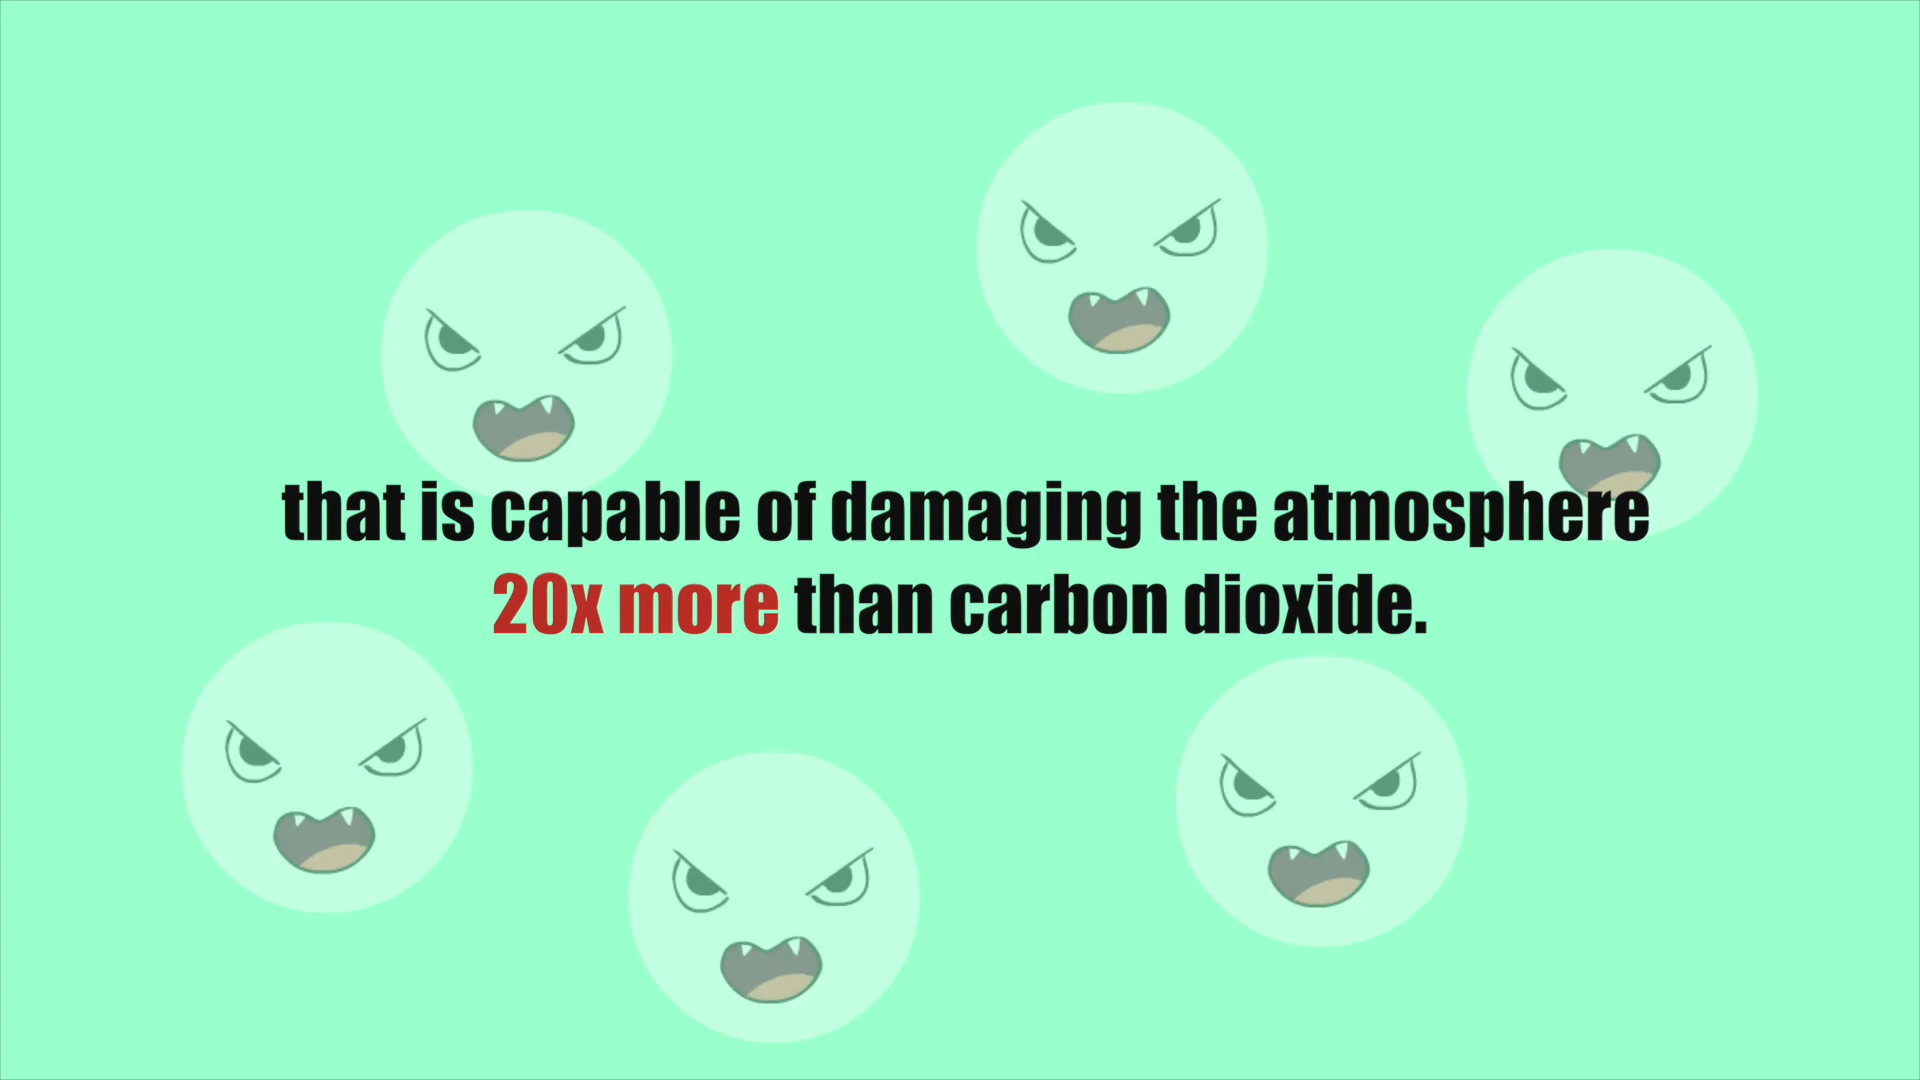 that is capable of damaging the atmosphere
20x more than carbon dioxide.